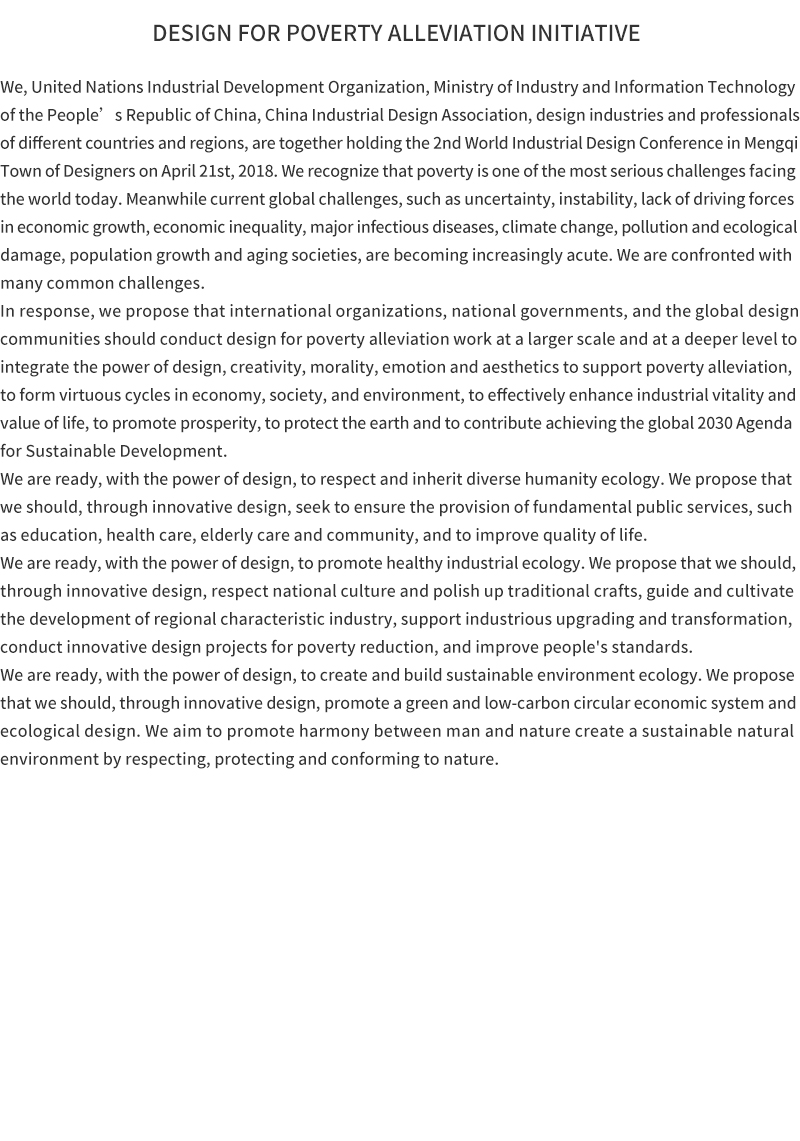 DESIGN FOR POVERTY ALLEVIATION INITIATIVE
We, United Nations Industrial Development Organization, Ministry of Industry and Information Technology
of the People’s Republic of China, China Industrial Design Association, design industries and professionals
of different countries and regions, are together holding the 2nd World Industrial Design Conference in Mengqi
Town of Designers on April 21st, 2018. We recognize that poverty is one of the most serious challenges facing
the world today. Meanwhile current global challenges, such as uncertainty, instability, lack of driving forces
in economic growth, economic inequality, major infectious diseases, climate change, pollution and ecological
damage, population growth and aging societies, are becoming increasingly acute. We are confronted with
many common challenges.
In response, we propose that international organizations, national governments, and the global design
communities should conduct design for poverty alleviation work at a larger scale and at a deeper level to
integrate the power of design, creativity, morality, emotion and aesthetics to support poverty alleviation,
to form virtuous cycles in economy, society, and environment, to effectively enhance industrial vitality and
value of life, to promote prosperity, to protect the earth and to contribute achieving the global 2030 Agenda
for Sustainable Development.
We are ready, with the power of design, to respect and inherit diverse humanity ecology. We propose that
we should, through innovative design, seek to ensure the provision of fundamental public services, such
as education, health care, elderly care and community, and to improve quality of life.
We are ready, with the power of design, to promote healthy industrial ecology. We propose that we should,
through innovative design, respect national culture and polish up traditional crafts, guide and cultivate
the development of regional characteristic industry, support industrious upgrading and transformation,
conduct innovative design projects for poverty reduction, and improve people's standards.
We are ready, with the power of design, to create and build sustainable environment ecology. We propose
that we should, through innovative design, promote a green and low-carbon circular economic system and
ecological design. We aim to promote harmony between man and nature create a sustainable natural
environment by respecting, protecting and conforming to nature.